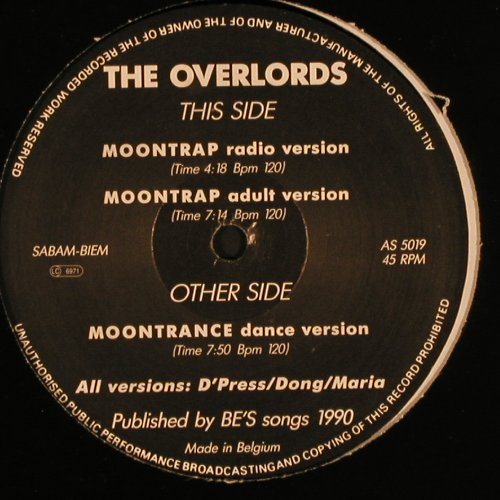 ALL RIGHTS OF THE MANUFACTURER AND OF THE OWNER OF THE RECORDED WORK RESERVED
THE OVERLORDS
THIS SIDE
MOONTRAP radio version
(Time 4:18 Bpm 120)
MOONTRAP adult version
(Time 7:14 Bpm 120)
SABAM-BIEM
AS 5019
LC 6971
45 RPM
OTHER SIDE
MOONTRANCE dance version
(Time 7:50 Bpm 120)
All versions: D'Press/Dong/Maria
Published by BE'S songs 1990
Made in Belgium
UNAUTHORISED PUBLIC PERFORMANCE BROADCASTING AND COPYING OF THIS RECORD PROHIBITED